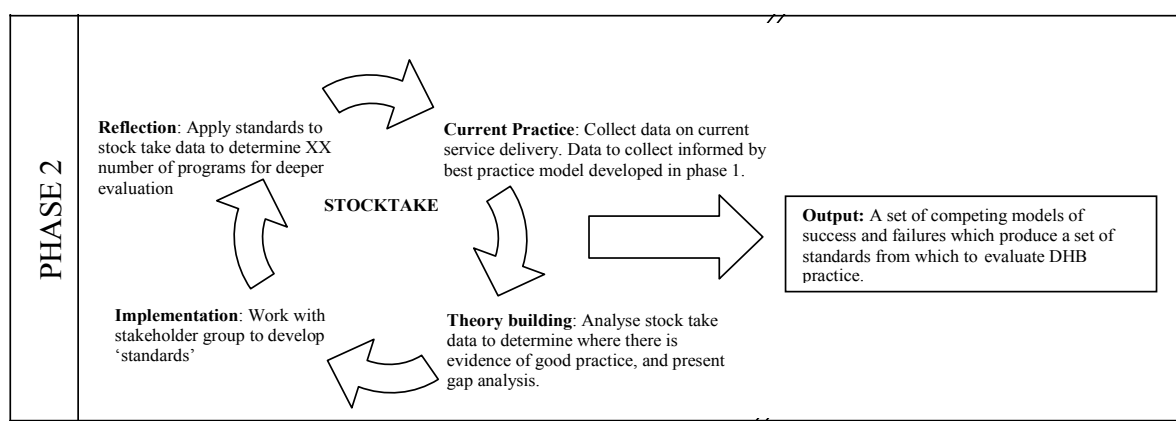 PHASE 2
Reflection: Apply standards to
stock take data to determine XX
number of programs for deeper
evaluation
Current Practice: Collect data on current
service delivery. Data to collect informed by
best practice model developed in phase 1.
STOCKTAKE
Output: A set of competing models of
success and failures which produce a set of
standards from which to evaluate DHB
practice.
Implementation: Work with
stakeholder group to develop
‘standards’
Theory building: Analyse stock take
data to determine where there is
evidence of good practice, and present
gap analysis.